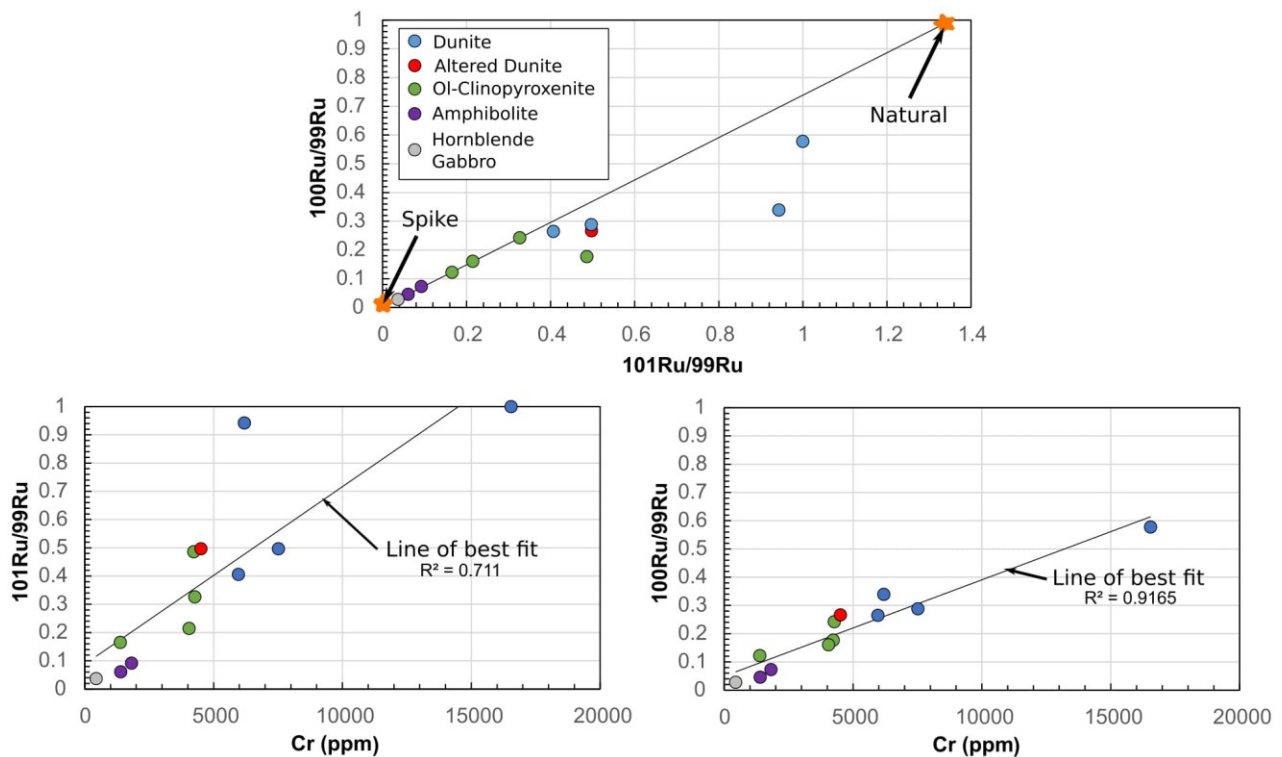 1
0.9
0.8
0.7
0.6
0.5
0.4
0.3
0.2
0.1
0
100Ru/99Ru
Dunite
Altered Dunite
Ol-Clinopyroxenite
Amphibolite
Hornblende
Gabbro
Natural
Spike
0 0.2 0.4 0.6 0.8 1 1.2 1.4
101Ru/99Ru
1
0.9
0.8
0.7
0.6
0.5
0.4
0.3
0.2
0.1
0
101Ru/99Ru
Line of best fit
R² = 0.711
0 5000 10000 15000 20000
Cr (ppm)
1
0.9
0.8
0.7
0.6
0.5
0.4
0.3
0.2
0.1
0
100Ru/99Ru
Line of best fit
R² = 0.9165
0 5000 10000 15000 20000
Cr (ppm)